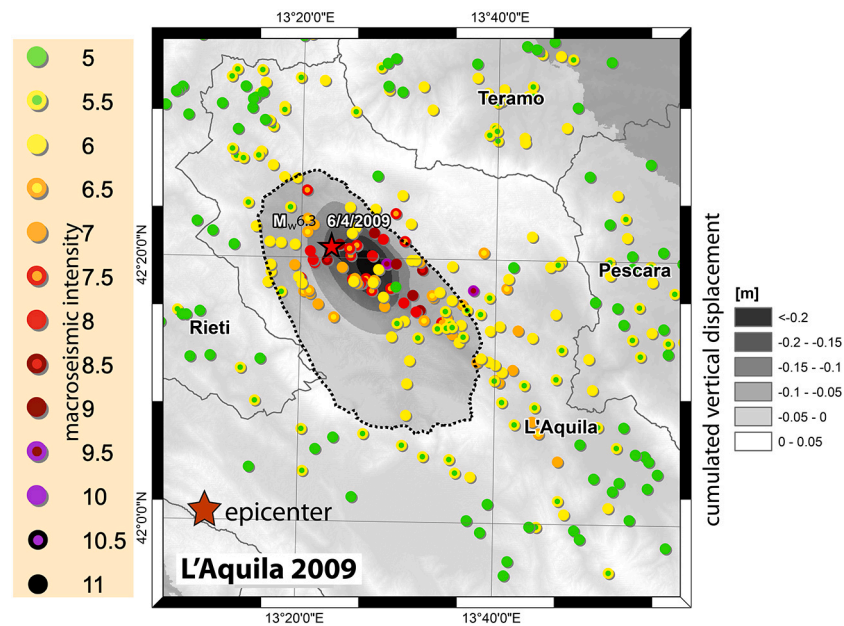 13°20'0"E
13°40'0"E
5
5.5
6
6.5
7
7.5
8
8.5
9
9.5
10
10.5
11
macroseismic intensity
42°20'0"N
42°0'0"N
Teramo
Mw6.3 6/4/2009
Pescara
Rieti
L'Aquila
epicenter
L'Aquila 2009
13°20'0"E
13°40'0"E
cumulated vertical displacement
[m]
<-0.2
-0.2 - -0.15
-0.15 - -0.1
-0.1 - -0.05
-0.05 - 0
0 - 0.05